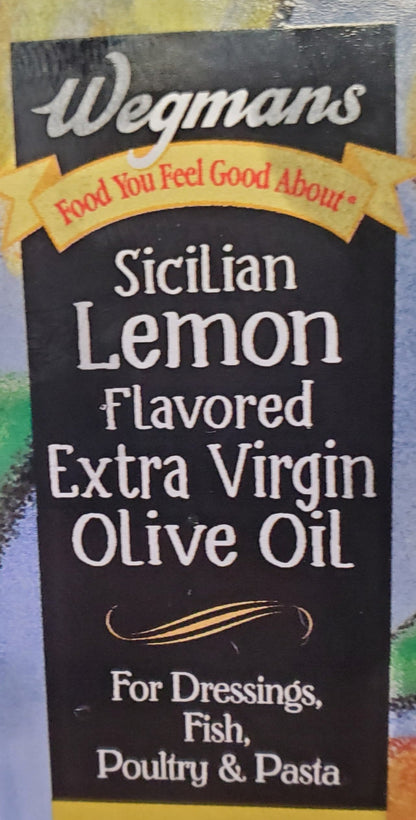 Wegmans
Food You Feel Good About®
Sicilian
Lemon
Flavored
Extra Virgin
Olive Oil
For Dressings,
Fish,
Poultry & Pasta